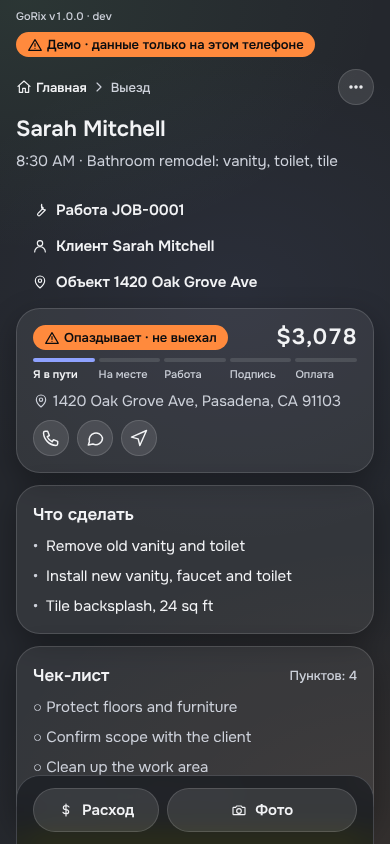 GoRix v1.0.0 · dev
Демо · данные только на этом телефоне
Главная > Выезд
Sarah Mitchell
8:30 AM · Bathroom remodel: vanity, toilet, tile
Работа JOB-0001
Клиент Sarah Mitchell
Объект 1420 Oak Grove Ave
Опаздывает · не выехал $3,078
Я в пути На месте Работа Подпись Оплата
1420 Oak Grove Ave, Pasadena, CA 91103
Что сделать
• Remove old vanity and toilet
• Install new vanity, faucet and toilet
• Tile backsplash, 24 sq ft
Чек-лист Пунктов: 4
○ Protect floors and furniture
○ Confirm scope with the client
○ Clean up the work area
$ Расход Фото